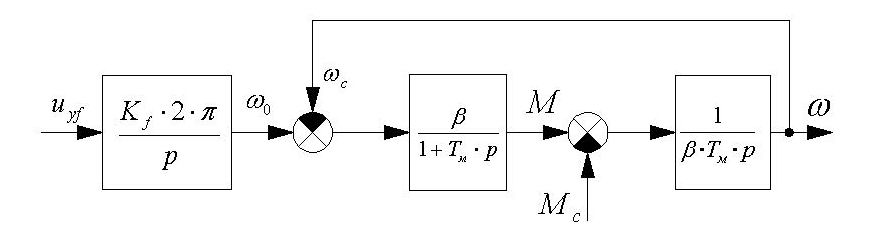 u_yf
K_f · 2 · π / p
ω_0
ω_c
β / 1 + T_м · p
M
M_c
1 / β · T_м · p
ω